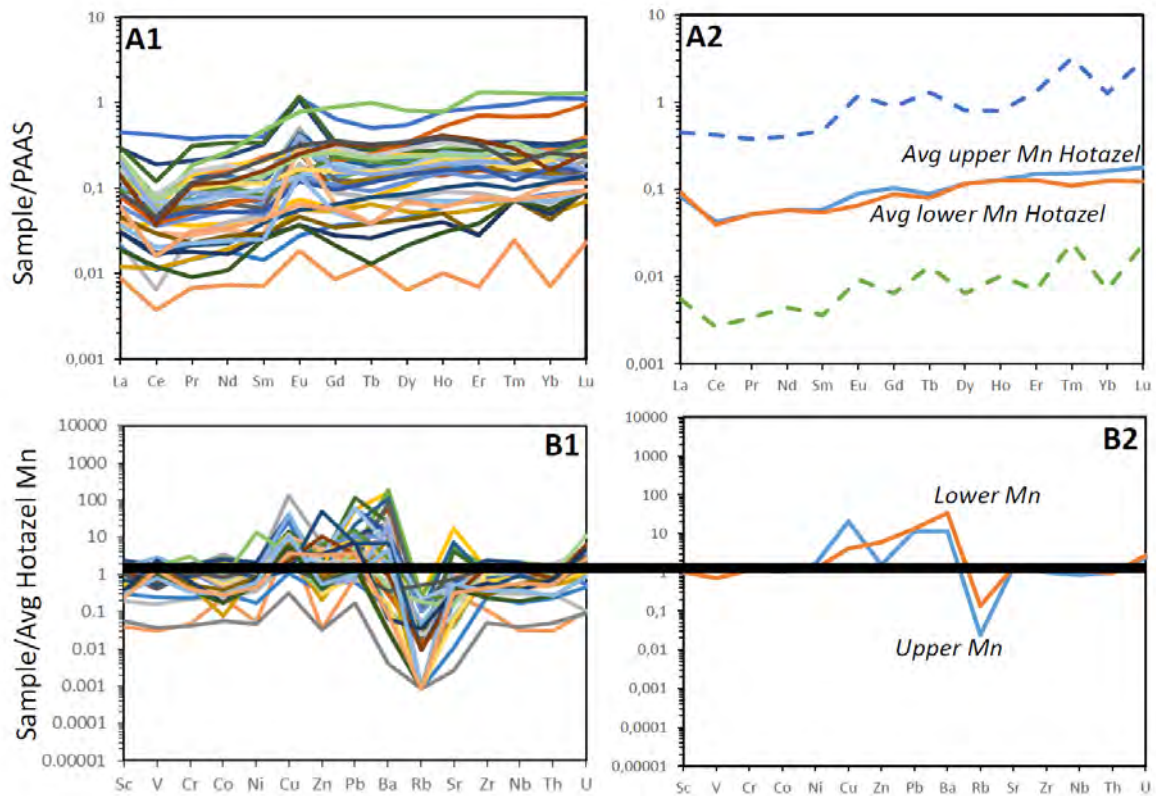 A1
10
1
0,1
0,01
0,001
La Ce Pr Nd Sm Eu Gd Tb Dy Ho Er Tm Yb Lu
Sample/PAAS
A2
10
1
0,1
0,01
0,001
Avg upper Mn Hotazel
Avg lower Mn Hotazel
La Ce Pr Nd Sm Eu Gd Tb Dy Ho Er Tm Yb Lu
B1
10000
1000
100
10
1
0,1
0,01
0.001
0.0001
0.00001
Sc V Cr Co Ni Cu Zn Pb Ba Rb Sr Zr Nb Th U
Sample/Avg Hotazel Mn
B2
10000
1000
100
10
1
0,1
0,01
0,001
0,0001
0,00001
Lower Mn
Upper Mn
Sc V Cr Co Ni Cu Zn Pb Ba Rb Sr Zr Nb Th U